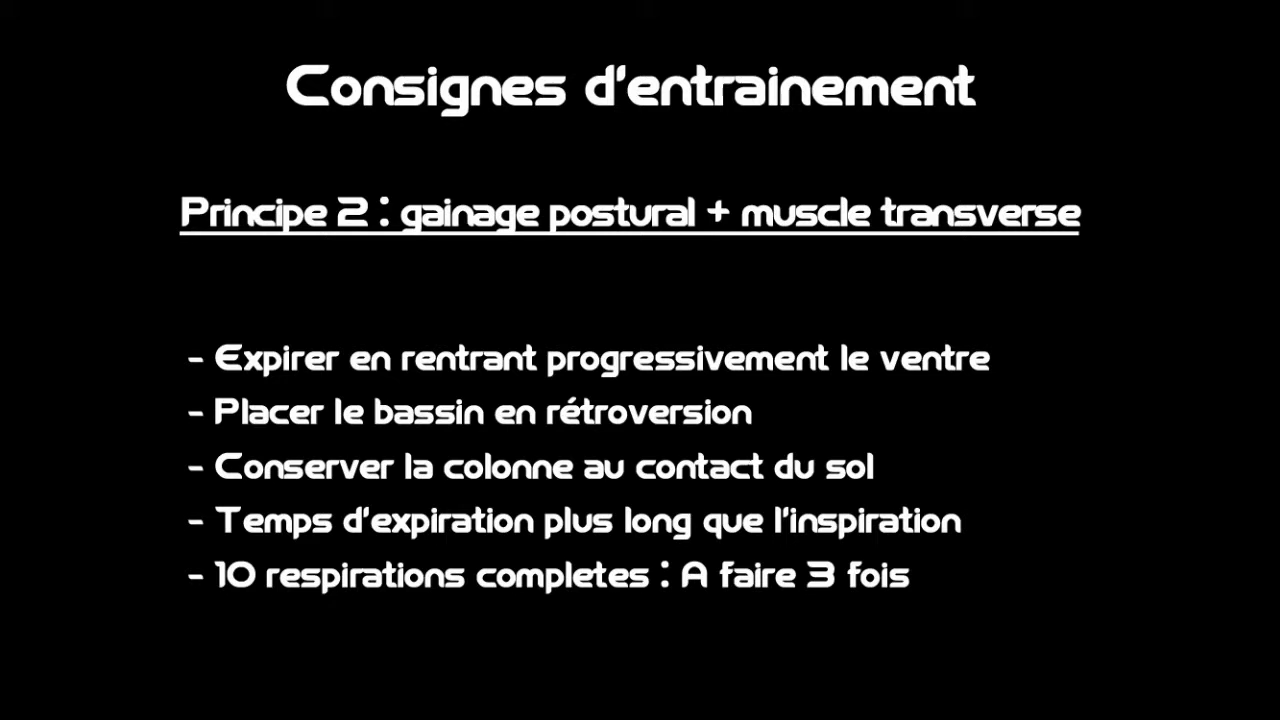 Consignes d'entrainement
Principe 2 : gainage postural + muscle transverse
- Expirer en rentrant progressivement le ventre
- Placer le bassin en rétroversion
- Conserver la colonne au contact du sol
- Temps d'expiration plus long que l'inspiration
- 10 respirations completes : A faire 3 fois